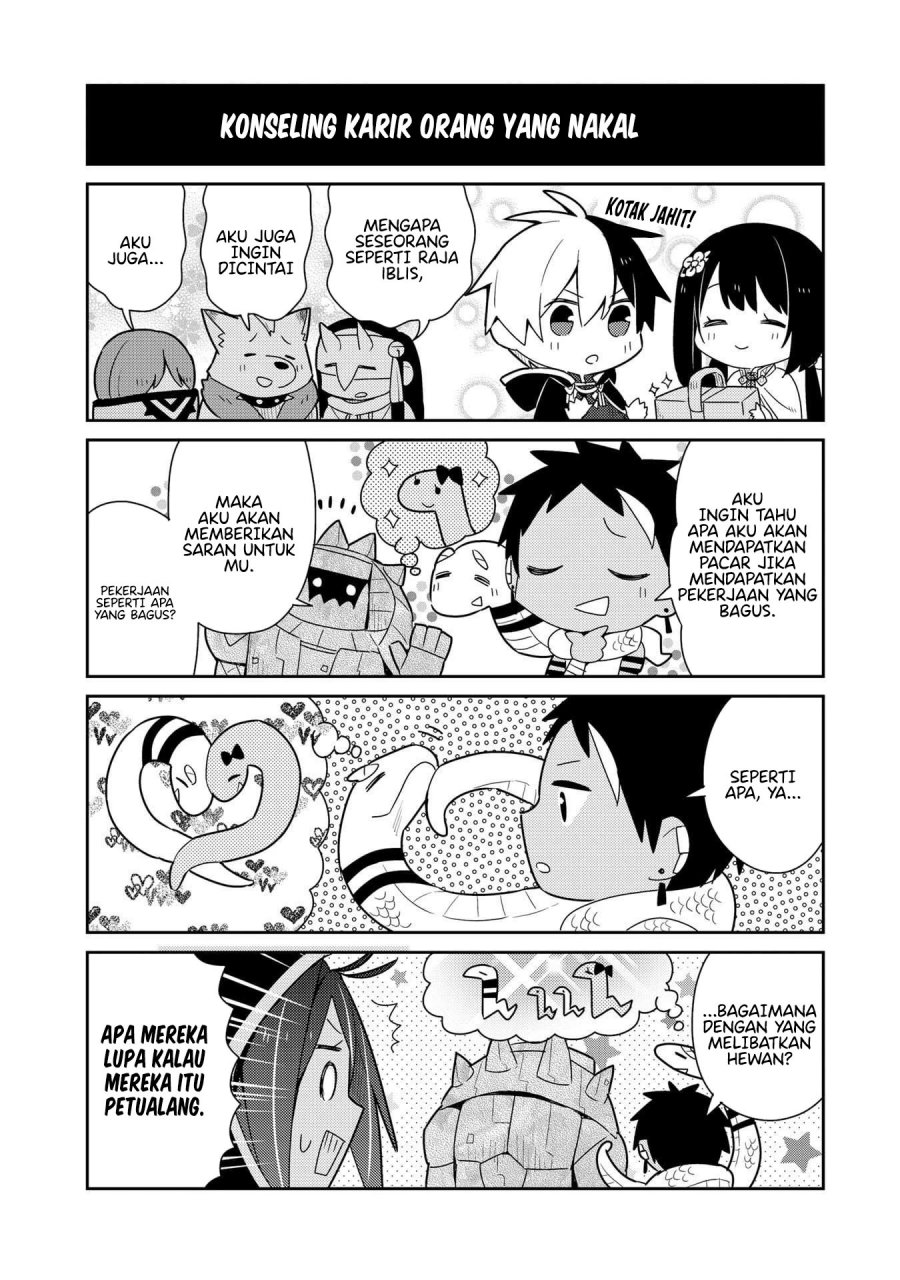 KONSELING KARIR ORANG YANG NAKAL
KOTAK JAHIT!
MENGAPA
SESEORANG
SEPERTI RAJA
IBLIS,
AKU JUGA
INGIN
DICINTAI
AKU
JUGA...
AKU
INGIN TAHU
APA AKU AKAN
MENDAPATKAN
PACAR JIKA
MENDAPATKAN
PEKERJAAN YANG
BAGUS.
MAKA
AKU AKAN
MEMBERIKAN
SARAN UNTUK
MU.
PEKERJAAN
SEPERTI APA
YANG BAGUS?
SEPERTI
APA, YA...
...BAGAIMANA
DENGAN YANG
MELIBATKAN
HEWAN?
APA MEREKA
LUPA KALAU
MEREKA ITU
PETUALANG.